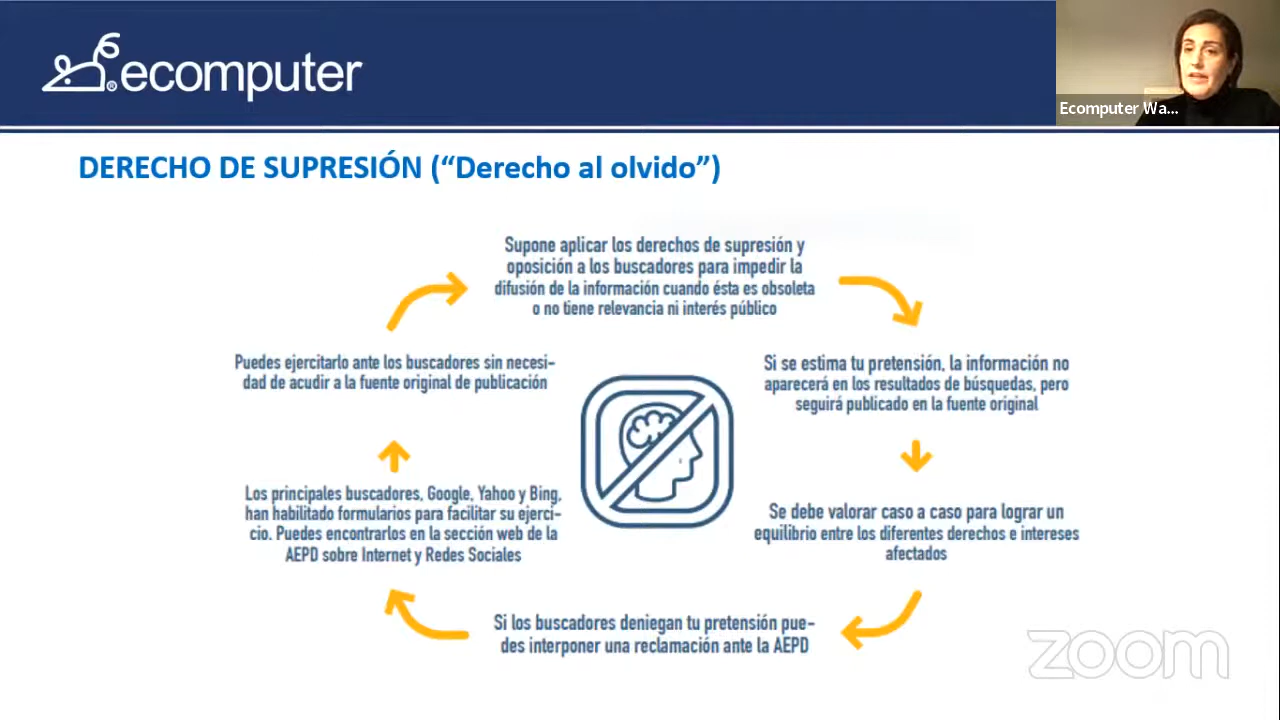 ecomputer
Ecomputer Wa...
DERECHO DE SUPRESIÓN (“Derecho al olvido”)
Supone aplicar los derechos de supresión y
oposición a los buscadores para impedir la
difusión de la información cuando ésta es obsoleta
o no tiene relevancia ni interés público
Si se estima tu pretensión, la información no
aparecerá en los resultados de búsquedas, pero
seguirá publicado en la fuente original
Se debe valorar caso a caso para lograr un
equilibrio entre los diferentes derechos e intereses
afectados
Si los buscadores deniegan tu pretensión pue-
des interponer una reclamación ante la AEPD
Los principales buscadores, Google, Yahoo y Bing,
han habilitado formularios para facilitar su ejerci-
cio. Puedes encontrarlos en la sección web de la
AEPD sobre Internet y Redes Sociales
Puedes ejercitarlo ante los buscadores sin necesi-
dad de acudir a la fuente original de publicación
zoom